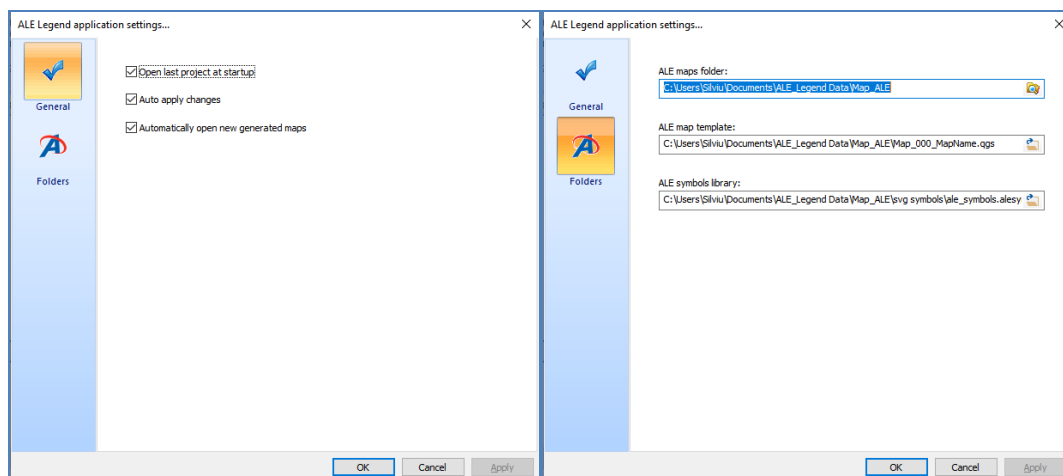 ALE Legend application settings...
General
Folders
Open last project at startup
Auto apply changes
Automatically open new generated maps
OK Cancel Apply
ALE Legend application settings...
General
Folders
ALE maps folder:
C:\Users\Silviu\Documents\ALE_Legend Data\Map_ALE
ALE map template:
C:\Users\Silviu\Documents\ALE_Legend Data\Map_ALE\Map_000_MapName.qgs
ALE symbols library:
C:\Users\Silviu\Documents\ALE_Legend Data\Map_ALE\svg symbols\ale_symbols.alesy
OK Cancel Apply